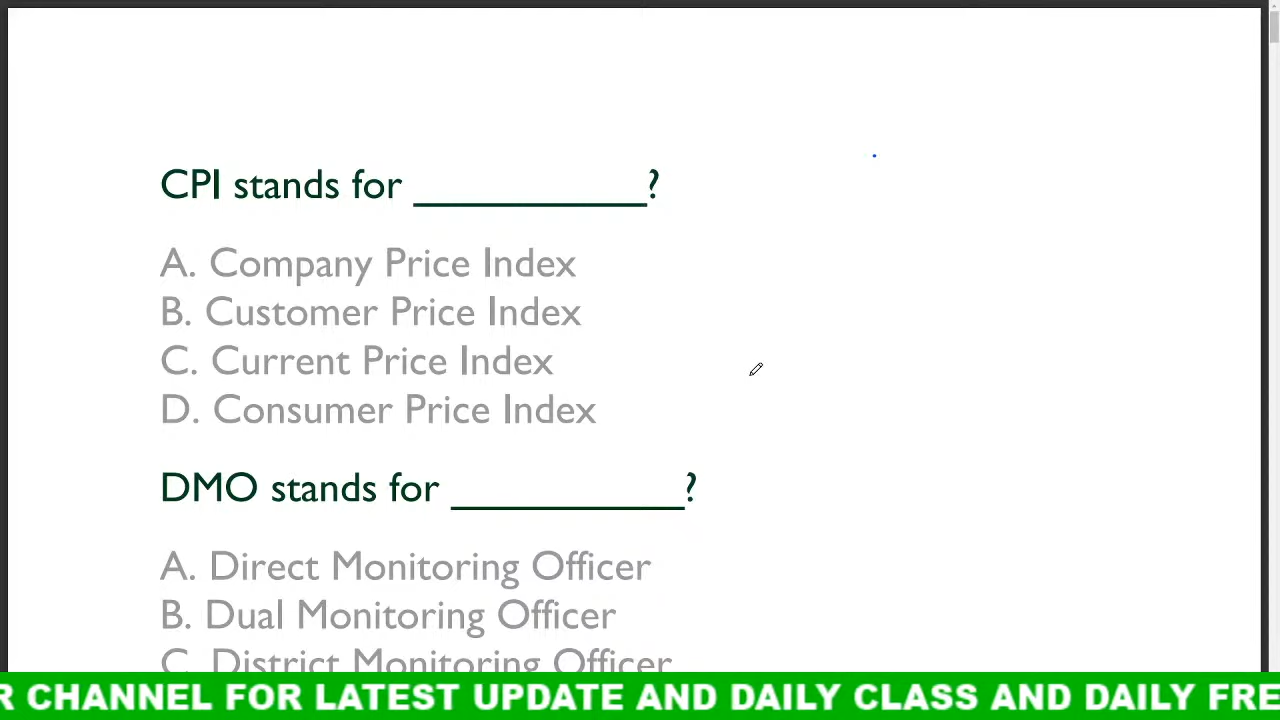 CPI stands for ___________?
A. Company Price Index
B. Customer Price Index
C. Current Price Index
D. Consumer Price Index
DMO stands for ___________?
A. Direct Monitoring Officer
B. Dual Monitoring Officer
C. District Monitoring Officer
R CHANNEL FOR LATEST UPDATE AND DAILY CLASS AND DAILY FRE